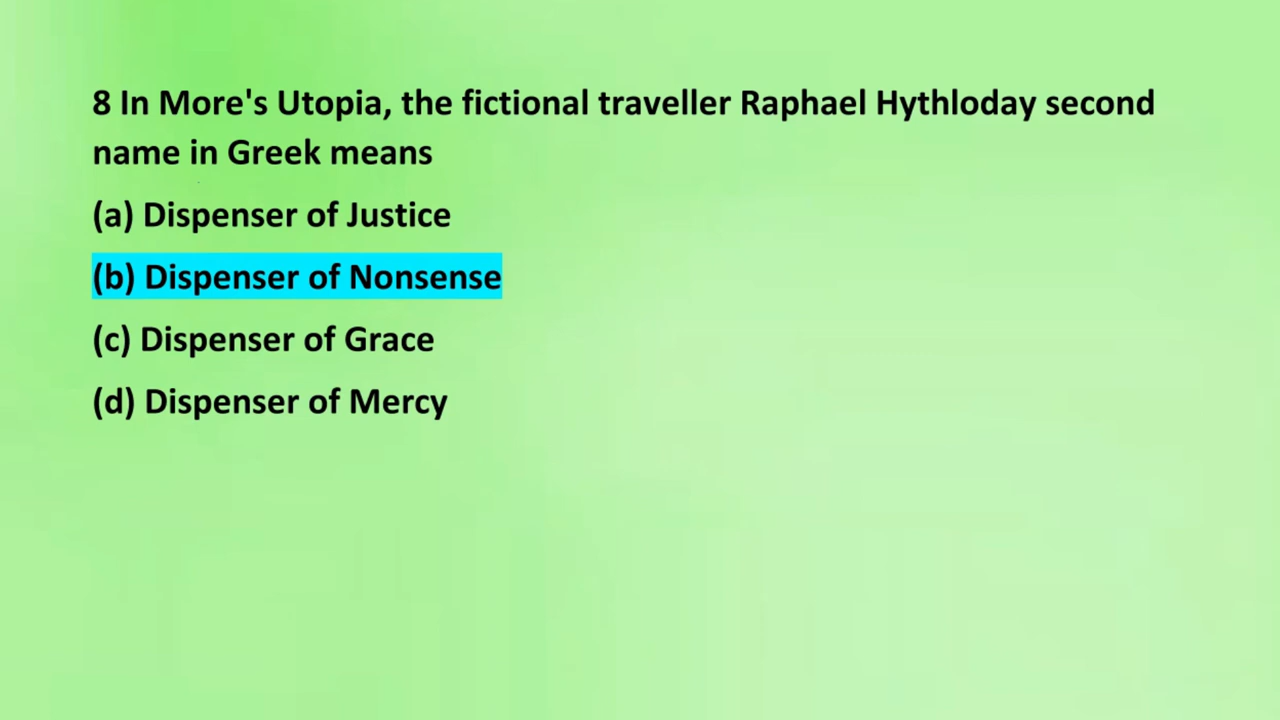 8 In More's Utopia, the fictional traveller Raphael Hythloday second
name in Greek means
(a) Dispenser of Justice
(b) Dispenser of Nonsense
(c) Dispenser of Grace
(d) Dispenser of Mercy